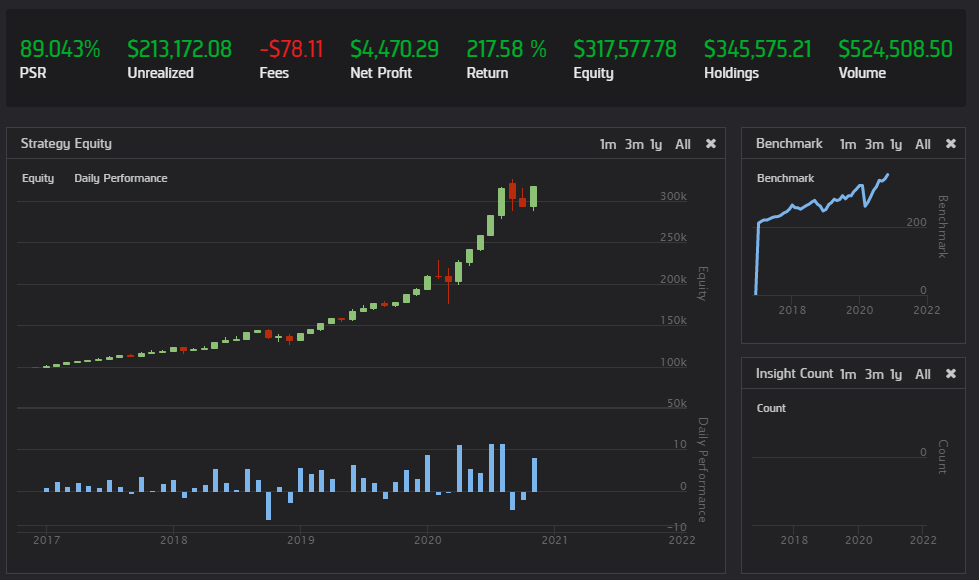 89.043% $213,172.08 -$78.11 $4,470.29 217.58 % $317,577.78 $345,575.21 $524,508.50
PSR Unrealized Fees Net Profit Return Equity Holdings Volume
Strategy Equity 1m 3m 1y All ✖
Equity Daily Performance
300k
250k
200k
150k
100k
50k
Equity
10
0
-10
Daily Performance
2017 2018 2019 2020 2021 2022
Benchmark 1m 3m 1y All ✖
Benchmark
200
0
Benchmark
2018 2020 2022
Insight Count 1m 3m 1y All ✖
Count
0
Count
2018 2020 2022